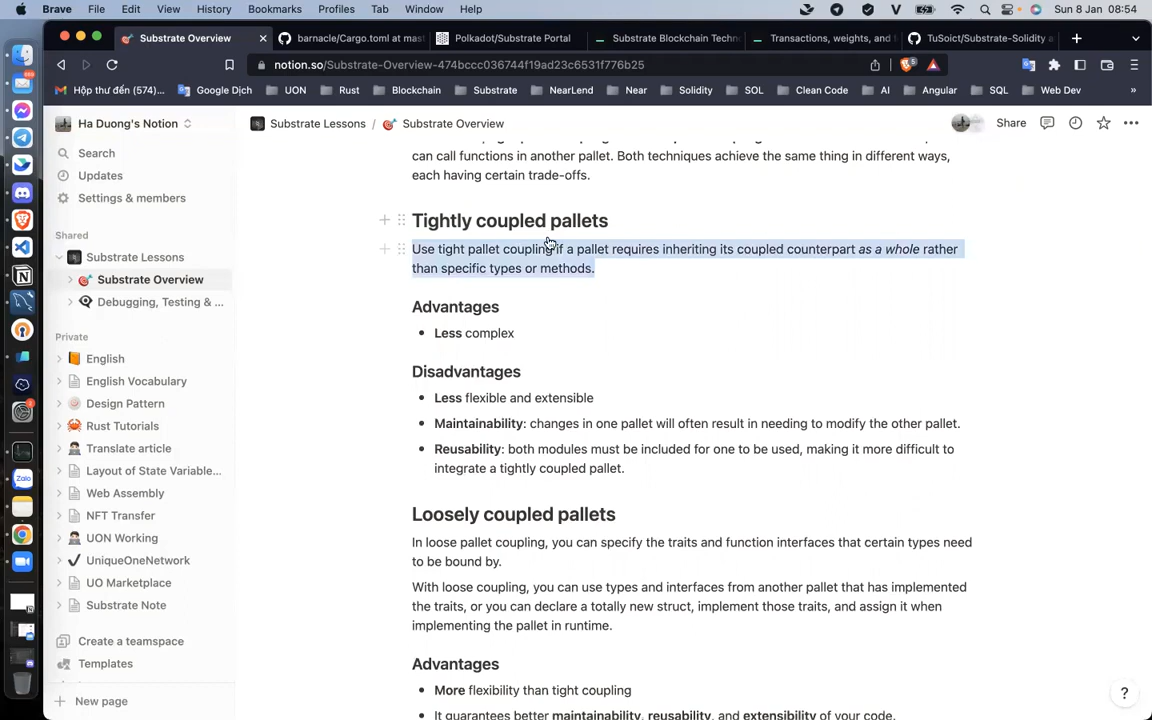 Brave File Edit View History Bookmarks Profiles Tab Window Help Sun 8 Jan 08:54
Substrate Overview barnacle/Cargo.toml at mas Polkadot/Substrate Portal Substrate Blockchain Techn Transactions, weights, and TuSoict/Substrate-Solidity a
notion.so/Substrate-Overview-474bccc036744f19ad23c6531f776b25
Hộp thư đến (574)... Google Dịch UON Rust Blockchain Substrate NearLend Near Solidity SOL Clean Code AI Angular SQL Web Dev »
Ha Duong's Notion
Search
Updates
Settings & members
Shared
Substrate Lessons
Substrate Overview
Debugging, Testing & ...
Private
English
English Vocabulary
Design Pattern
Rust Tutorials
Translate article
Layout of State Variable...
Web Assembly
NFT Transfer
UON Working
UniqueOneNetwork
UO Marketplace
Substrate Note
Create a teamspace
Templates
New page
Substrate Lessons / Substrate Overview Share
can call functions in another pallet. Both techniques achieve the same thing in different ways,
each having certain trade-offs.
Tightly coupled pallets
Use tight pallet coupling if a pallet requires inheriting its coupled counterpart as a whole rather
than specific types or methods.
Advantages
• Less complex
Disadvantages
• Less flexible and extensible
• Maintainability: changes in one pallet will often result in needing to modify the other pallet.
• Reusability: both modules must be included for one to be used, making it more difficult to
integrate a tightly coupled pallet.
Loosely coupled pallets
In loose pallet coupling, you can specify the traits and function interfaces that certain types need
to be bound by.
With loose coupling, you can use types and interfaces from another pallet that has implemented
the traits, or you can declare a totally new struct, implement those traits, and assign it when
implementing the pallet in runtime.
Advantages
• More flexibility than tight coupling
• It guarantees better maintainability, reusability, and extensibility of your code.
?